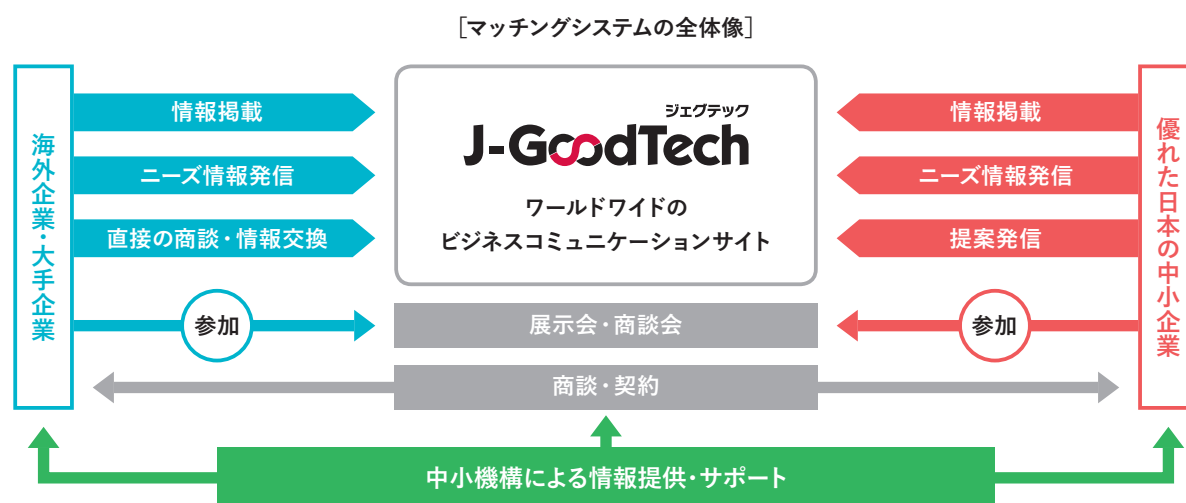 ［マッチングシステムの全体像］
海外企業・大手企業
情報掲載
ニーズ情報発信
直接の商談・情報交換
参加
ジェグテック
J-GoodTech
ワールドワイドの
ビジネスコミュニケーションサイト
展示会・商談会
商談・契約
情報掲載
ニーズ情報発信
提案発信
参加
優れた日本の中小企業
中小機構による情報提供・サポート